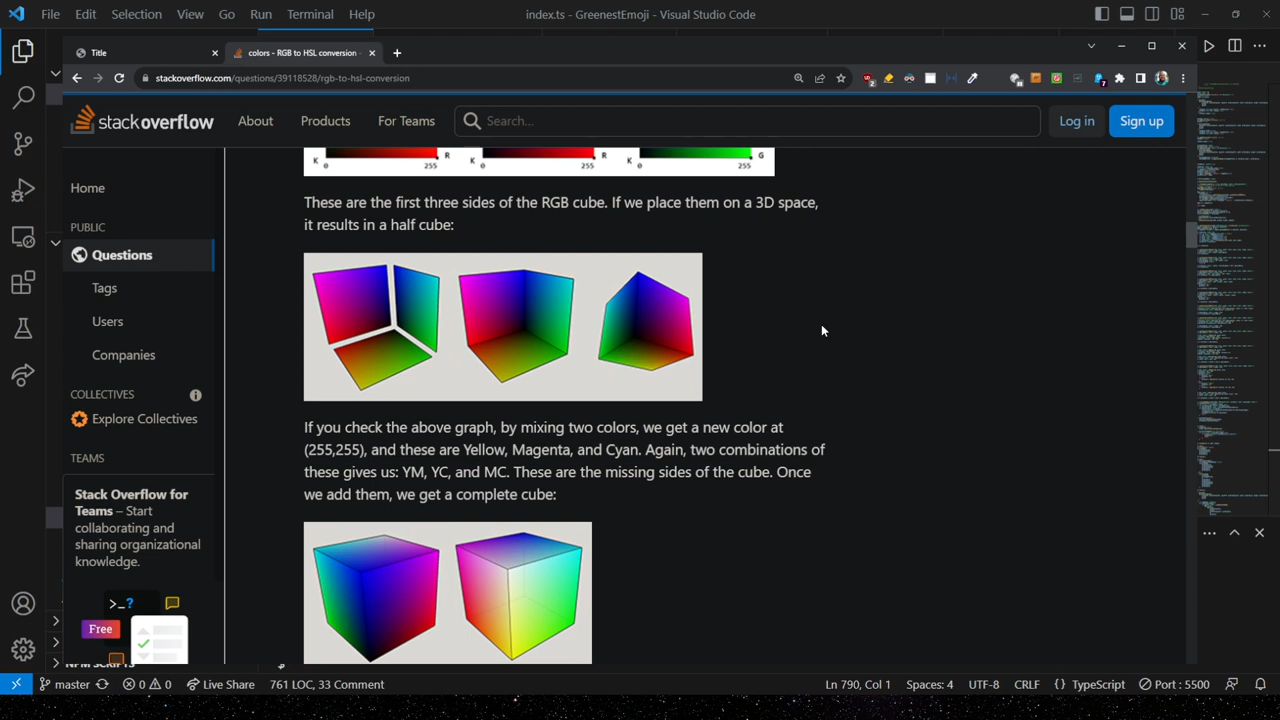 File Edit Selection View Go Run Terminal Help
index.ts - GreenestEmoji - Visual Studio Code
Title
colors - RGB to HSL conversion -
stackoverflow.com/questions/39118528/rgb-to-hsl-conversion
2
7
stackoverflow
About
Products
For Teams
Search...
Log in
Sign up
K 0 255 R
K 0 255 R
K 0 255 G
Home
PUBLIC
Questions
Tags
Users
Companies
COLLECTIVES
Explore Collectives
TEAMS
Stack Overflow for
Teams – Start
collaborating and
sharing organizational
knowledge.
>_?
Free
These are the first three sides of the RGB cube. If we place them on a 3D space,
it results in a half cube:
If you check the above graph, by mixing two colors, we get a new color at
(255,255), and these are Yellow, Magenta, and Cyan. Again, two combinations of
these gives us: YM, YC, and MC. These are the missing sides of the cube. Once
we add them, we get a complete cube:
NPM SCRIPTS
$
master
0 0
Live Share
761 LOC, 33 Comment
Ln 790, Col 1
Spaces: 4
UTF-8
CRLF
{ } TypeScript
Port : 5500